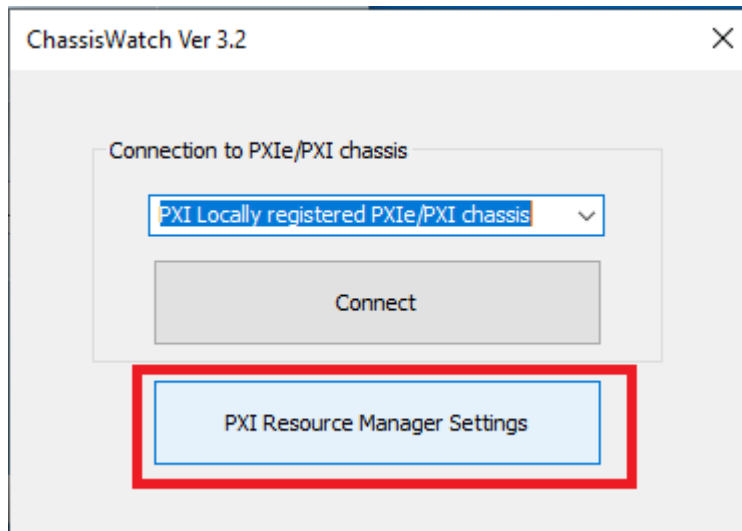 ChassisWatch Ver 3.2
Connection to PXIe/PXI chassis
PXI Locally registered PXIe/PXI chassis
Connect
PXI Resource Manager Settings